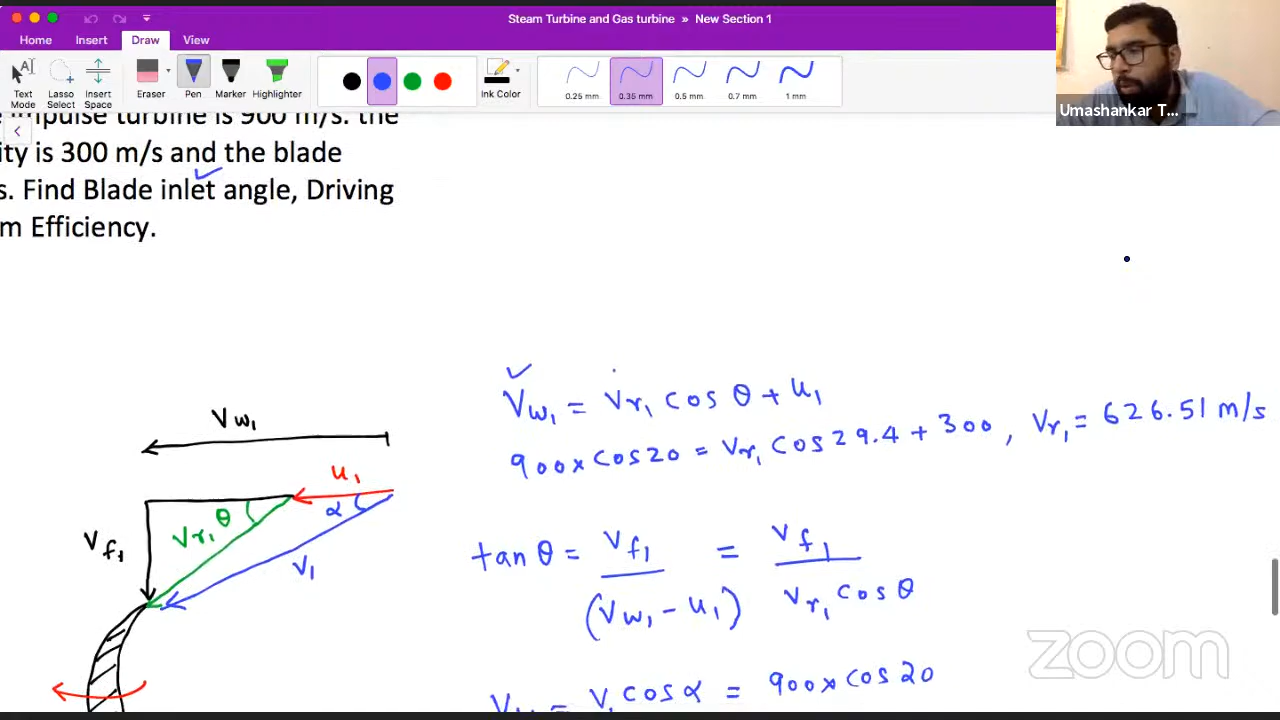 Steam Turbine and Gas turbine » New Section 1
Home Insert Draw View
Text Mode
Lasso Select
Insert Space
Eraser
Pen
Marker
Highlighter
Ink Color
0.25 mm
0.35 mm
0.5 mm
0.7 mm
1 mm
Umashankar T...
impulse turbine is 900 m/s. the
ity is 300 m/s and the blade
s. Find Blade inlet angle, Driving
m Efficiency.
Vw₁ = Vr₁ cos θ + u₁
900 × cos20 = Vr₁ cos29.4 + 300 , Vr₁ = 626.51 m/s
Vw₁
u₁
α
θ
Vr₁
Vf₁
V₁
tan θ = Vf₁ / (Vw₁ - u₁) = Vf₁ / Vr₁ cos θ
V₁ cos α = 900 × cos 20
zoom